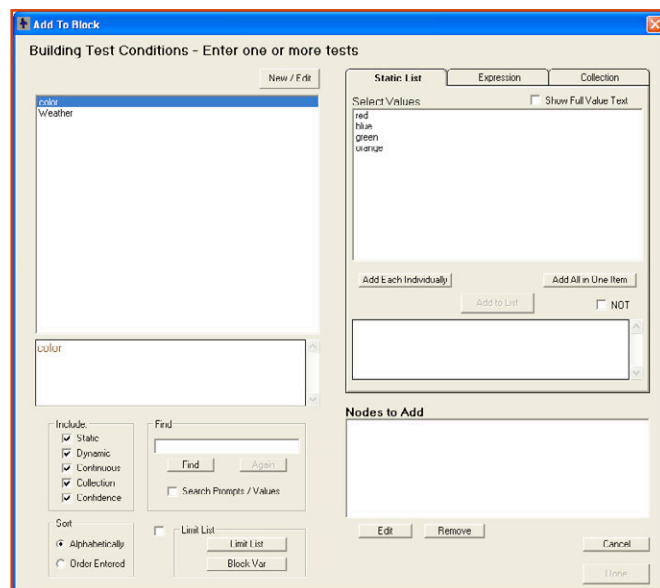 Add To Block
Building Test Conditions - Enter one or more tests
New / Edit
color
Weather
color
Include:
Static
Dynamic
Continuous
Collection
Confidence
Find
Find
Again
Search Prompts / Values
Sort
Alphabetically
Order Entered
Limit List
Limit List
Block Var
Static List
Expression
Collection
Select Values
Show Full Value Text
red
blue
green
orange
Add Each Individually
Add All in One Item
Add to List
NOT
Nodes to Add
Edit
Remove
Cancel
Done